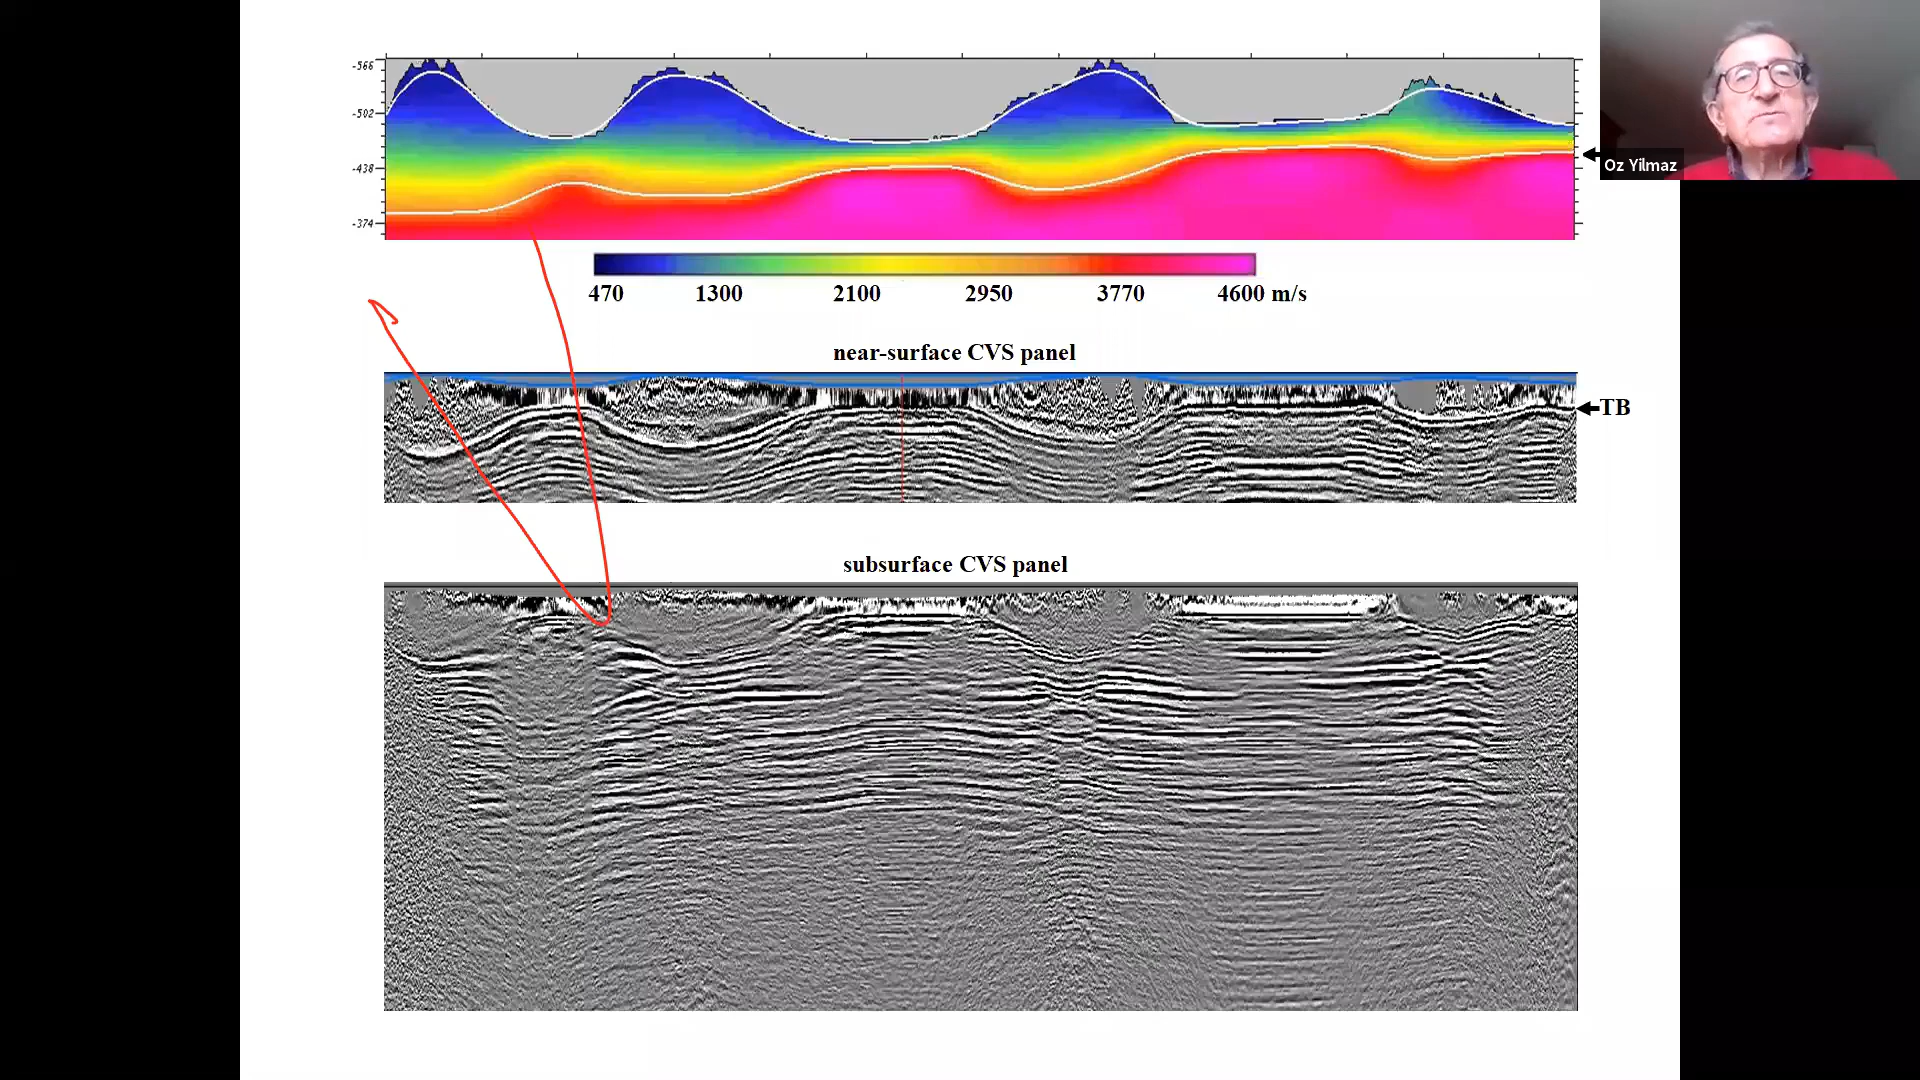 -566
-502
-438
-374
Oz Yilmaz
470 1300 2100 2950 3770 4600 m/s
near-surface CVS panel
TB
subsurface CVS panel